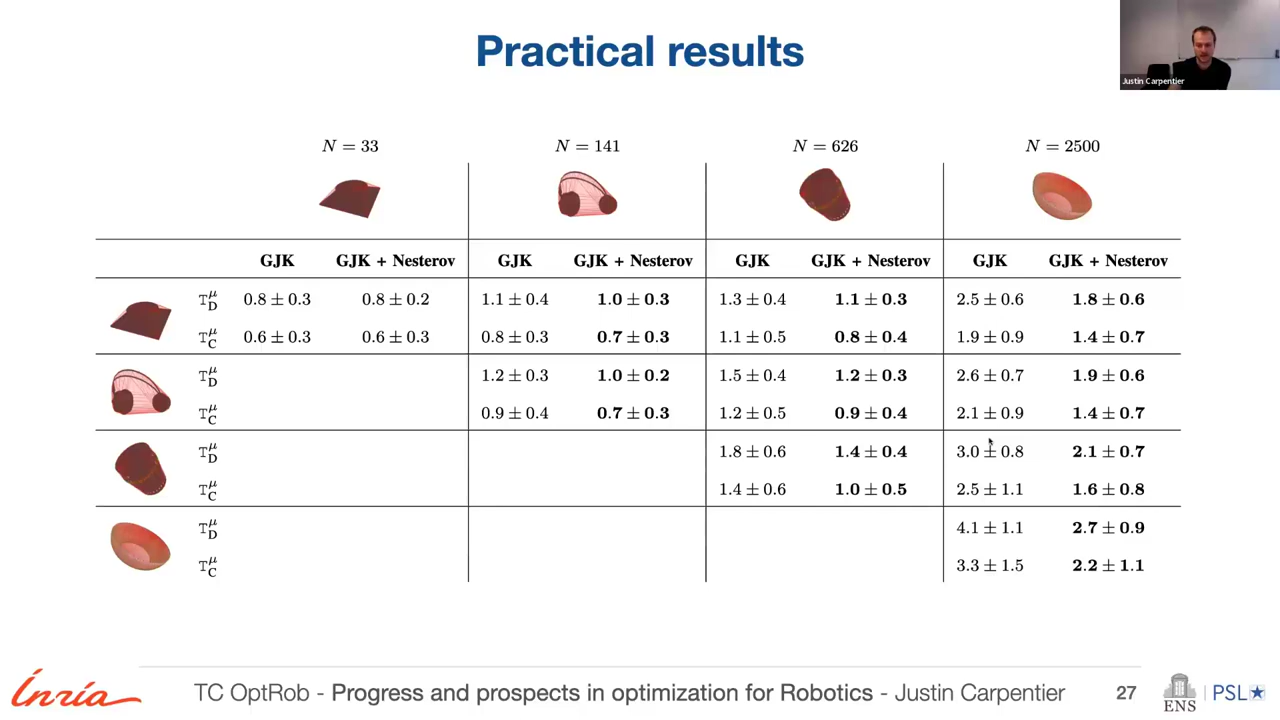 Practical results
Justin Carpentier
N = 33 N = 141 N = 626 N = 2500
GJK GJK + Nesterov GJK GJK + Nesterov GJK GJK + Nesterov GJK GJK + Nesterov
T_D^μ 0.8 ± 0.3 0.8 ± 0.2 1.1 ± 0.4 1.0 ± 0.3 1.3 ± 0.4 1.1 ± 0.3 2.5 ± 0.6 1.8 ± 0.6
T_C^μ 0.6 ± 0.3 0.6 ± 0.3 0.8 ± 0.3 0.7 ± 0.3 1.1 ± 0.5 0.8 ± 0.4 1.9 ± 0.9 1.4 ± 0.7
T_D^μ 1.2 ± 0.3 1.0 ± 0.2 1.5 ± 0.4 1.2 ± 0.3 2.6 ± 0.7 1.9 ± 0.6
T_C^μ 0.9 ± 0.4 0.7 ± 0.3 1.2 ± 0.5 0.9 ± 0.4 2.1 ± 0.9 1.4 ± 0.7
T_D^μ 1.8 ± 0.6 1.4 ± 0.4 3.0 ± 0.8 2.1 ± 0.7
T_C^μ 1.4 ± 0.6 1.0 ± 0.5 2.5 ± 1.1 1.6 ± 0.8
T_D^μ 4.1 ± 1.1 2.7 ± 0.9
T_C^μ 3.3 ± 1.5 2.2 ± 1.1
Inria TC OptRob - Progress and prospects in optimization for Robotics - Justin Carpentier 27 ENS PSL★